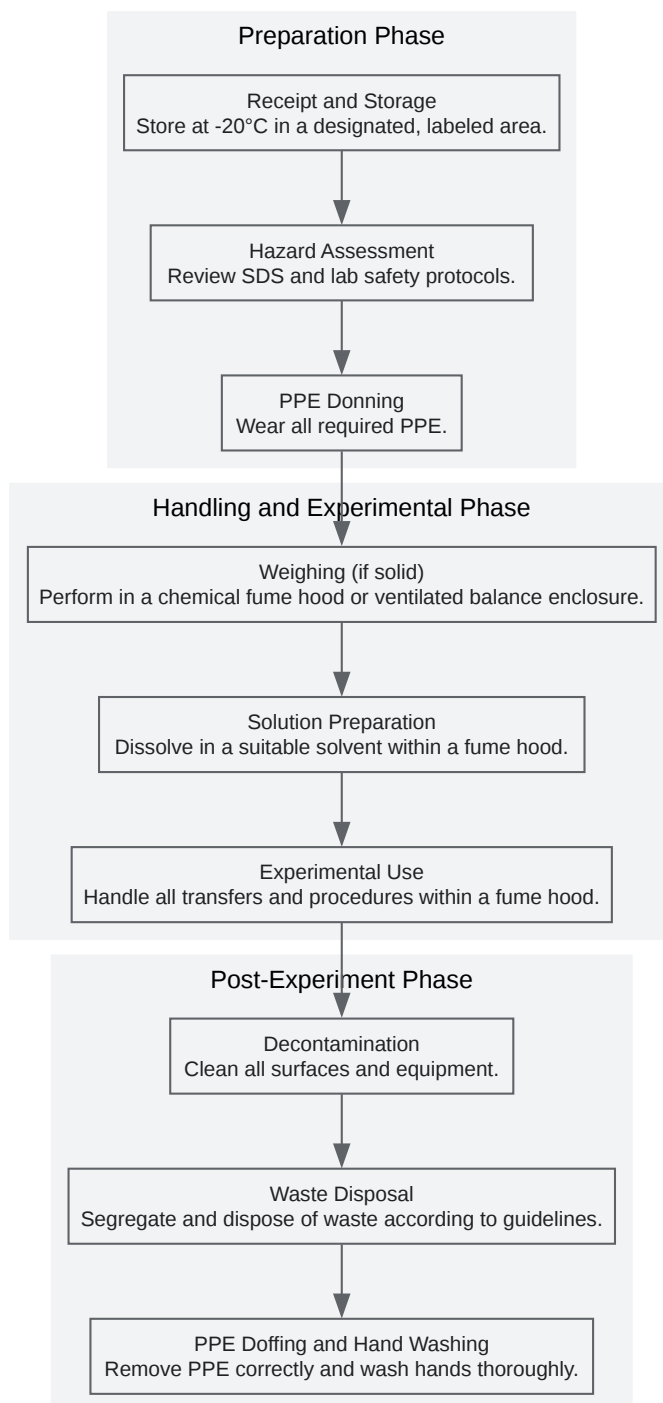 Preparation Phase
Receipt and Storage
Store at -20°C in a designated, labeled area.
Hazard Assessment
Review SDS and lab safety protocols.
PPE Donning
Wear all required PPE.
Handling and Experimental Phase
Weighing (if solid)
Perform in a chemical fume hood or ventilated balance enclosure.
Solution Preparation
Dissolve in a suitable solvent within a fume hood.
Experimental Use
Handle all transfers and procedures within a fume hood.
Post-Experiment Phase
Decontamination
Clean all surfaces and equipment.
Waste Disposal
Segregate and dispose of waste according to guidelines.
PPE Doffing and Hand Washing
Remove PPE correctly and wash hands thoroughly.